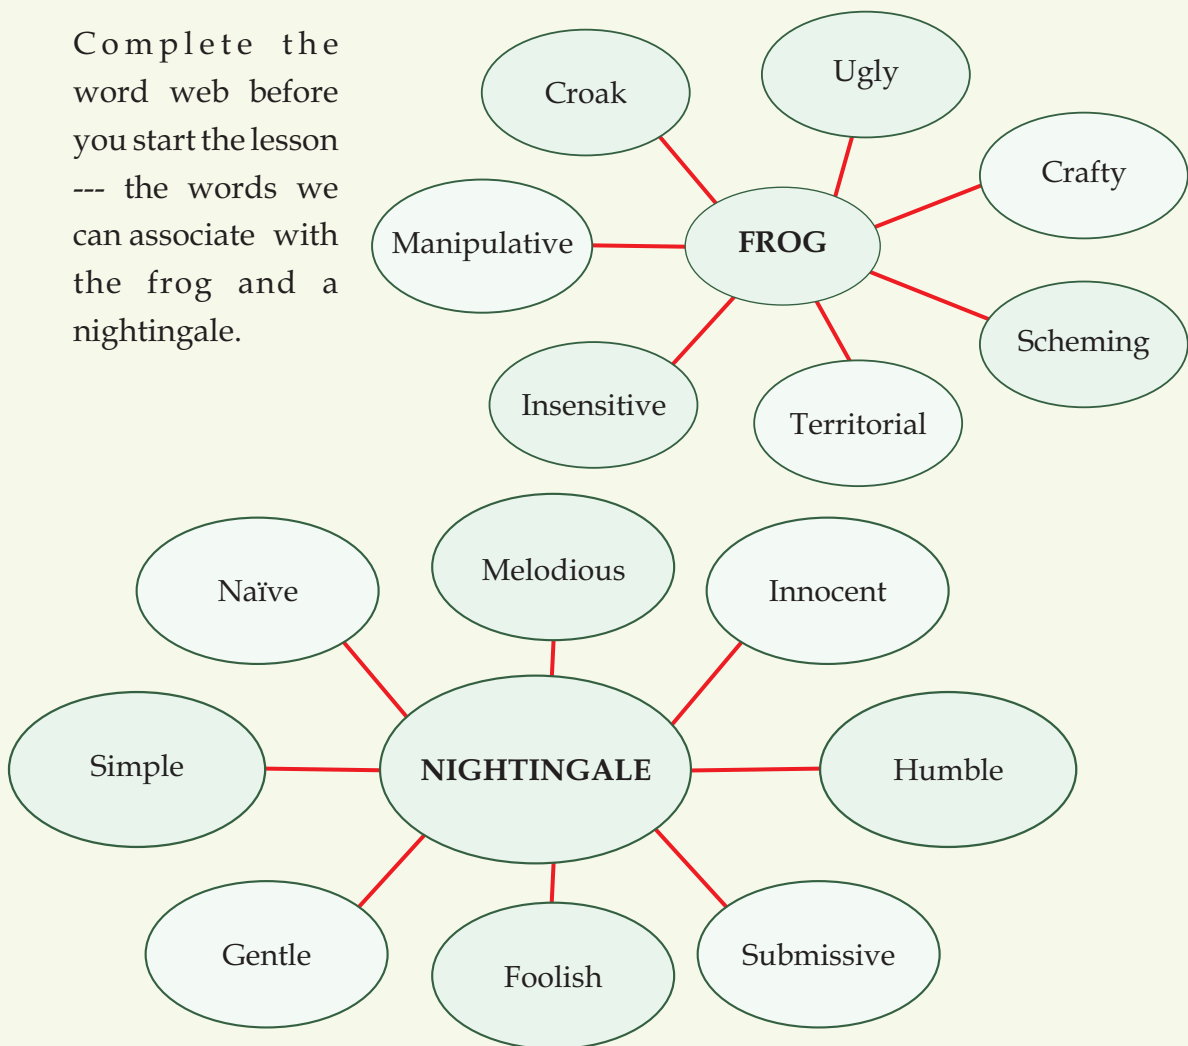 Complete the
word web before
you start the lesson
--- the words we
can associate with
the frog and a
nightingale.
Croak
Ugly
Crafty
Manipulative
FROG
Scheming
Insensitive
Territorial
Naïve
Melodious
Innocent
Simple
NIGHTINGALE
Humble
Gentle
Foolish
Submissive